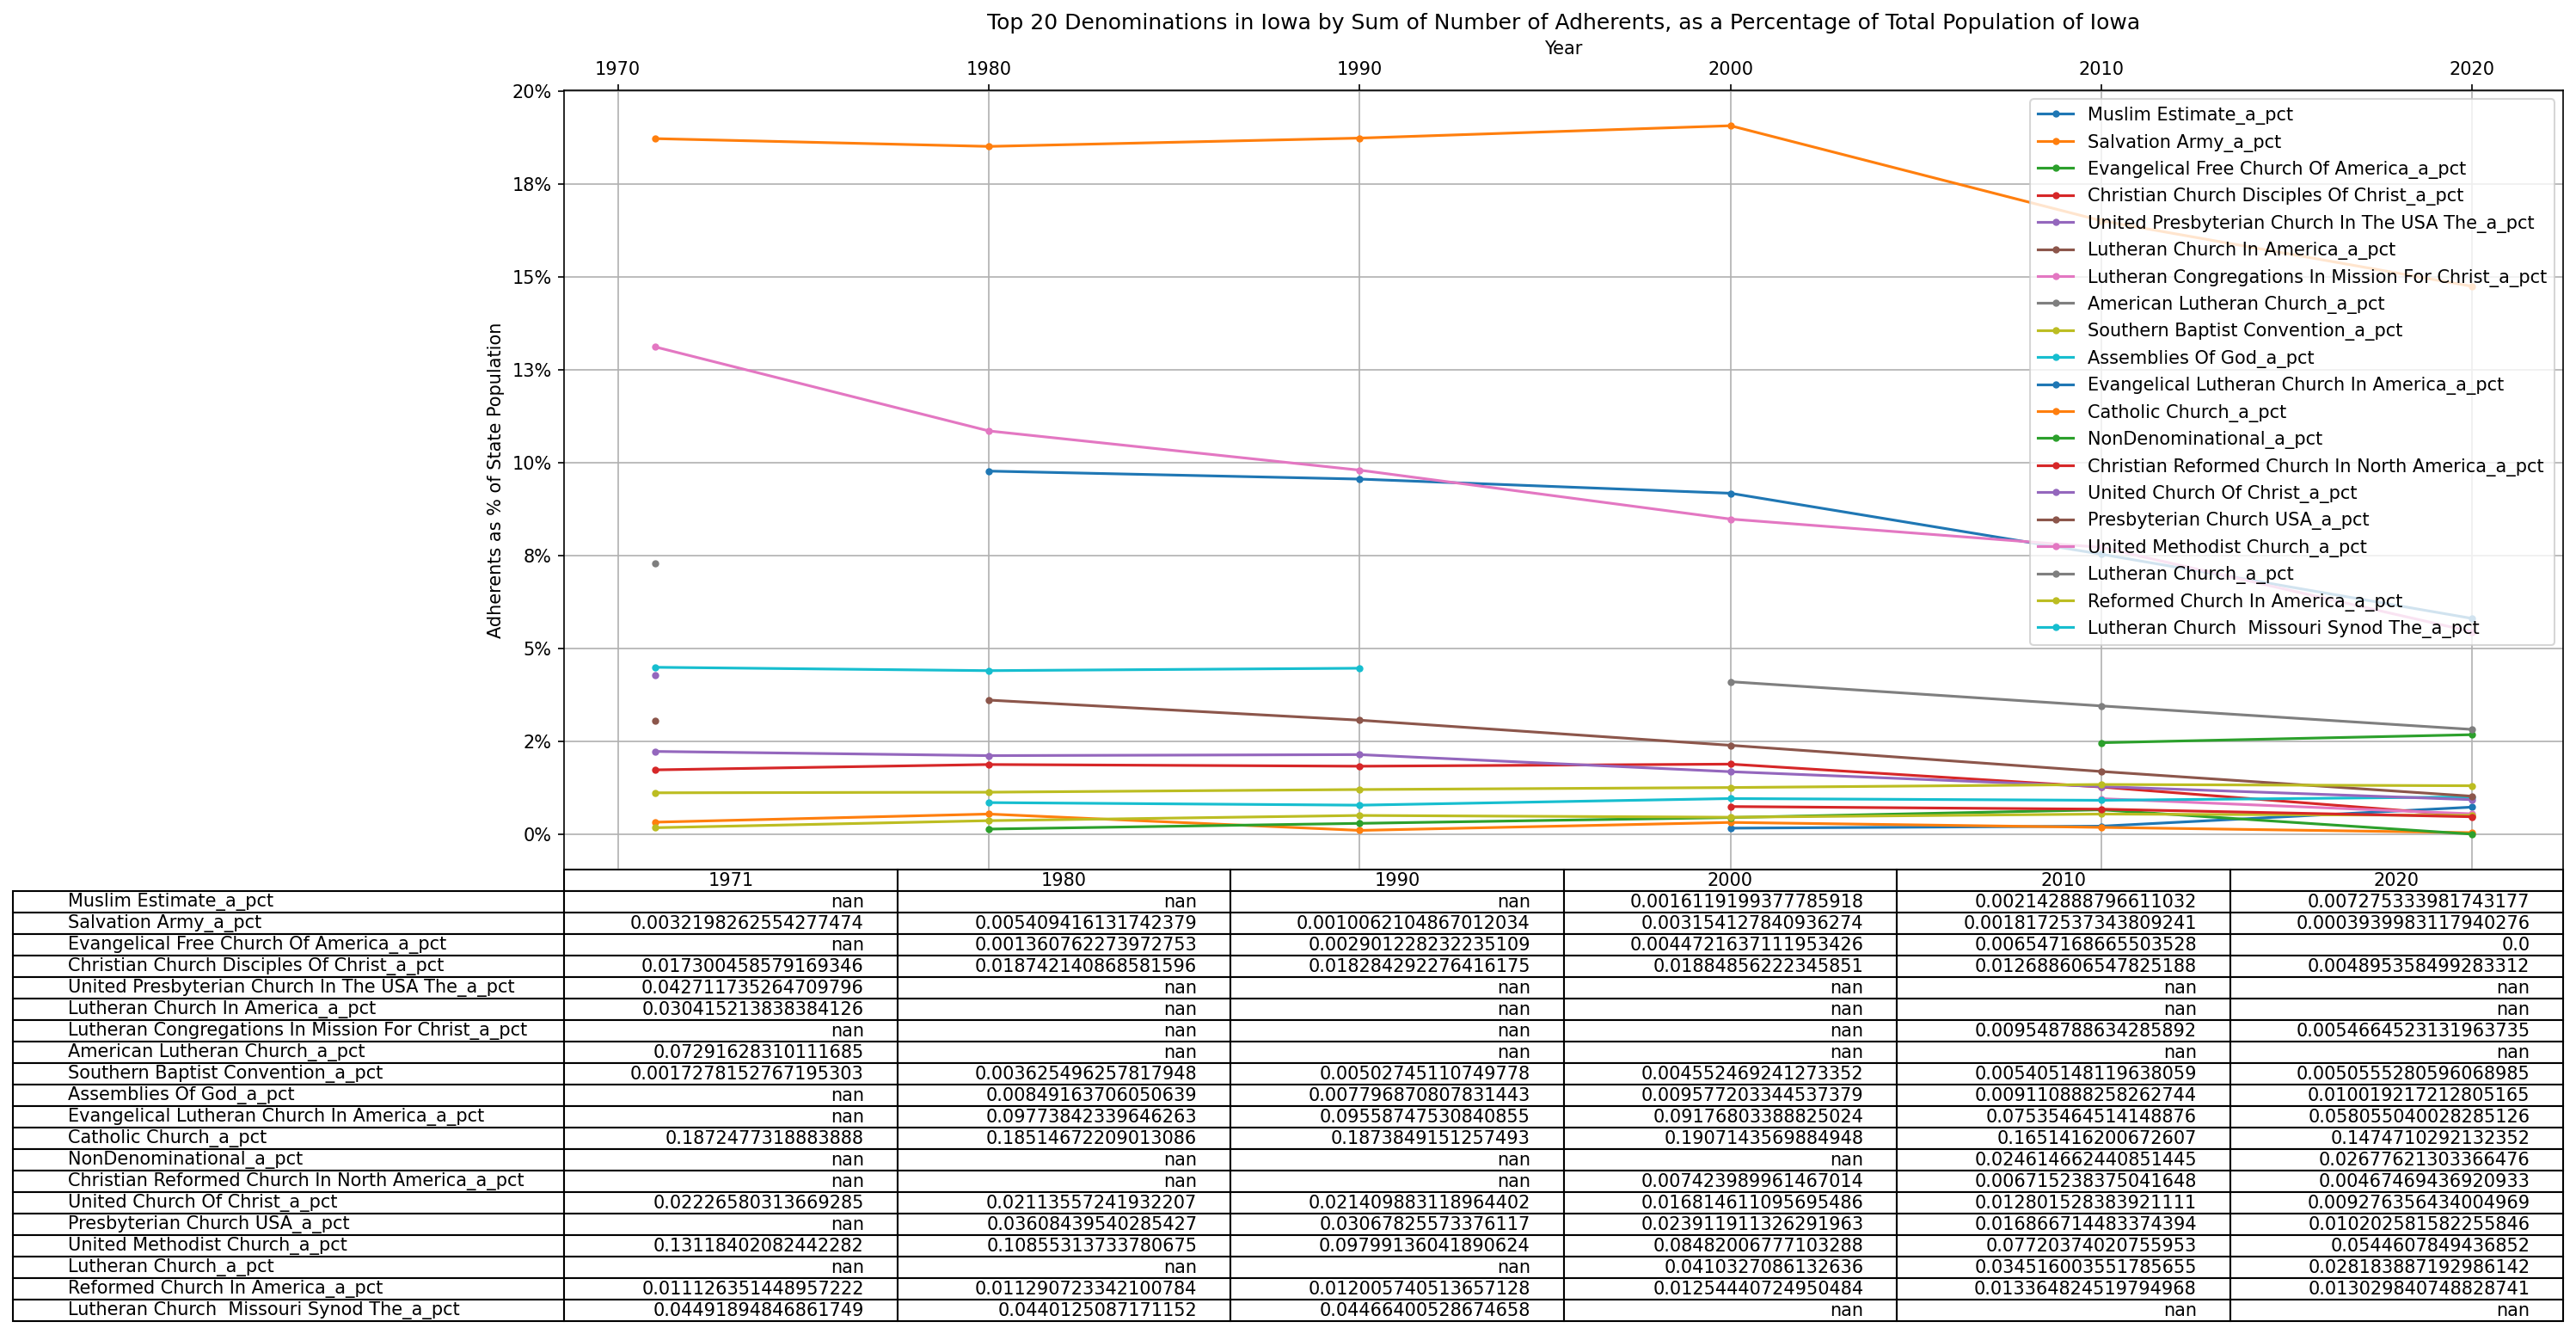 Top 20 Denominations in Iowa by Sum of Number of Adherents, as a Percentage of Total Population of Iowa
Year
1970 1980 1990 2000 2010 2020
20%
18%
15%
13%
10%
8%
5%
2%
0%
Adherents as % of State Population
Muslim Estimate_a_pct
Salvation Army_a_pct
Evangelical Free Church Of America_a_pct
Christian Church Disciples Of Christ_a_pct
United Presbyterian Church In The USA The_a_pct
Lutheran Church In America_a_pct
Lutheran Congregations In Mission For Christ_a_pct
American Lutheran Church_a_pct
Southern Baptist Convention_a_pct
Assemblies Of God_a_pct
Evangelical Lutheran Church In America_a_pct
Catholic Church_a_pct
NonDenominational_a_pct
Christian Reformed Church In North America_a_pct
United Church Of Christ_a_pct
Presbyterian Church USA_a_pct
United Methodist Church_a_pct
Lutheran Church_a_pct
Reformed Church In America_a_pct
Lutheran Church  Missouri Synod The_a_pct
1971 1980 1990 2000 2010 2020
Muslim Estimate_a_pct nan nan nan 0.0016119199377785918 0.002142888796611032 0.007275333981743177
Salvation Army_a_pct 0.0032198262554277474 0.005409416131742379 0.0010062104867012034 0.003154127840936274 0.0018172537343809241 0.0003939983117940276
Evangelical Free Church Of America_a_pct nan 0.001360762273972753 0.002901228232235109 0.0044721637111953426 0.006547168665503528 0.0
Christian Church Disciples Of Christ_a_pct 0.017300458579169346 0.018742140868581596 0.018284292276416175 0.01884856222345851 0.012688606547825188 0.004895358499283312
United Presbyterian Church In The USA The_a_pct 0.042711735264709796 nan nan nan nan nan
Lutheran Church In America_a_pct 0.030415213838384126 nan nan nan nan nan
Lutheran Congregations In Mission For Christ_a_pct nan nan nan nan 0.009548788634285892 0.0054664523131963735
American Lutheran Church_a_pct 0.07291628310111685 nan nan nan nan nan
Southern Baptist Convention_a_pct 0.0017278152767195303 0.003625496257817948 0.00502745110749778 0.004552469241273352 0.005405148119638059 0.0050555280596068985
Assemblies Of God_a_pct nan 0.00849163706050639 0.007796870807831443 0.009577203344537379 0.009110888258262744 0.010019217212805165
Evangelical Lutheran Church In America_a_pct nan 0.09773842339646263 0.09558747530840855 0.09176803388825024 0.07535464514148876 0.058055040028285126
Catholic Church_a_pct 0.1872477318883888 0.18514672209013086 0.1873849151257493 0.1907143569884948 0.1651416200672607 0.1474710292132352
NonDenominational_a_pct nan nan nan nan 0.024614662440851445 0.02677621303366476
Christian Reformed Church In North America_a_pct nan nan nan 0.007423989961467014 0.006715238375041648 0.00467469436920933
United Church Of Christ_a_pct 0.02226580313669285 0.02113557241932207 0.021409883118964402 0.016814611095695486 0.012801528383921111 0.009276356434004969
Presbyterian Church USA_a_pct nan 0.03608439540285427 0.03067825573376117 0.023911911326291963 0.016866714483374394 0.010202581582255846
United Methodist Church_a_pct 0.13118402082442282 0.10855313733780675 0.09799136041890624 0.08482006777103288 0.07720374020755953 0.0544607849436852
Lutheran Church_a_pct nan nan nan 0.0410327086132636 0.034516003551785655 0.028183887192986142
Reformed Church In America_a_pct 0.011126351448957222 0.011290723342100784 0.012005740513657128 0.01254440724950484 0.013364824519794968 0.013029840748828741
Lutheran Church  Missouri Synod The_a_pct 0.04491894846861749 0.0440125087171152 0.04466400528674658 nan nan nan